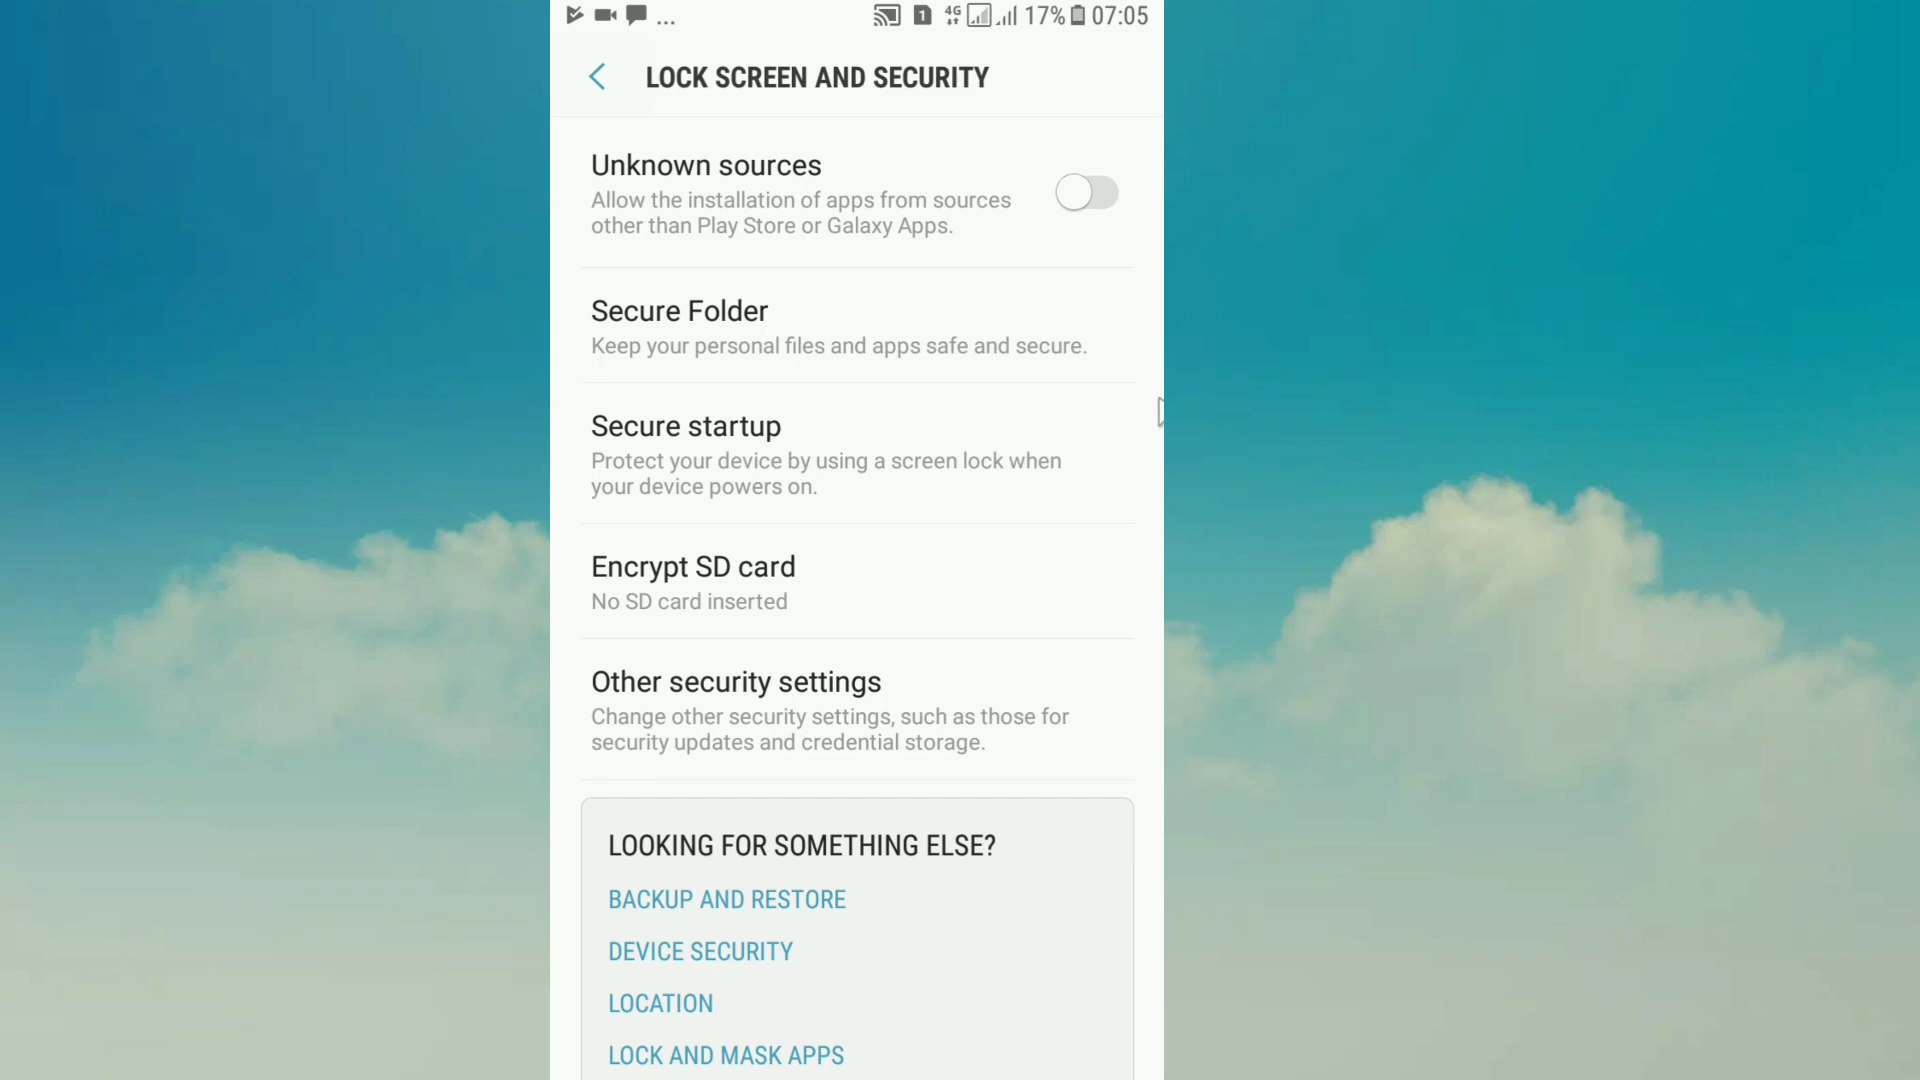 ... 1 4G 17% 07:05
LOCK SCREEN AND SECURITY
Unknown sources
Allow the installation of apps from sources
other than Play Store or Galaxy Apps.
Secure Folder
Keep your personal files and apps safe and secure.
Secure startup
Protect your device by using a screen lock when
your device powers on.
Encrypt SD card
No SD card inserted
Other security settings
Change other security settings, such as those for
security updates and credential storage.
LOOKING FOR SOMETHING ELSE?
BACKUP AND RESTORE
DEVICE SECURITY
LOCATION
LOCK AND MASK APPS